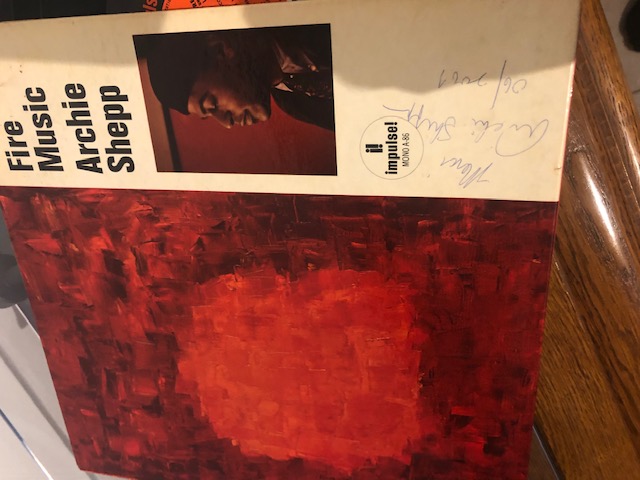 Fire
Music
Archie
Shepp
impulse!
MONO A-86
Archie Shepp